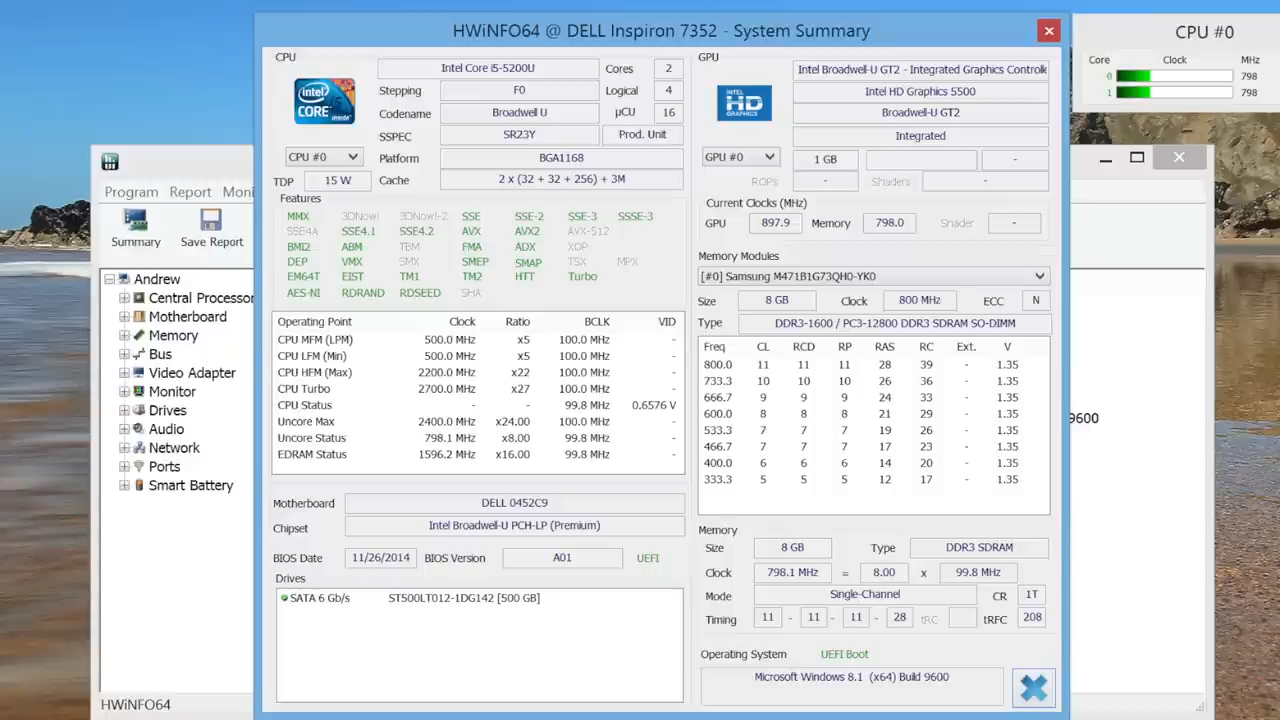 HWiNFO64 @ DELL Inspiron 7352 - System Summary
CPU
intel CORE inside
CPU #0
TDP 15 W
Intel Core i5-5200U Cores 2
Stepping F0 Logical 4
Codename Broadwell U µCU 16
SSPEC SR23Y Prod. Unit
Platform BGA1168
Cache 2 x (32 + 32 + 256) + 3M
Features
MMX 3DNow! 3DNow!-2 SSE SSE-2 SSE-3 SSSE-3
SSE4A SSE4.1 SSE4.2 AVX AVX2 AVX-512
BMI2 ABM TBM FMA ADX XOP
DEP VMX SMX SMEP SMAP TSX MPX
EM64T EIST TM1 TM2 HTT Turbo
AES-NI RDRAND RDSEED SHA
Operating Point Clock Ratio BCLK VID
CPU MFM (LPM) 500.0 MHz x5 100.0 MHz -
CPU LFM (Min) 500.0 MHz x5 100.0 MHz -
CPU HFM (Max) 2200.0 MHz x22 100.0 MHz -
CPU Turbo 2700.0 MHz x27 100.0 MHz -
CPU Status - - 99.8 MHz 0.6576 V
Uncore Max 2400.0 MHz x24.00 100.0 MHz -
Uncore Status 798.1 MHz x8.00 99.8 MHz -
EDRAM Status 1596.2 MHz x16.00 99.8 MHz -
Motherboard DELL 0452C9
Chipset Intel Broadwell-U PCH-LP (Premium)
BIOS Date 11/26/2014 BIOS Version A01 UEFI
Drives
SATA 6 Gb/s ST500LT012-1DG142 [500 GB]
GPU
INTEL HD GRAPHICS
Intel Broadwell-U GT2 - Integrated Graphics Controlle
Intel HD Graphics 5500
Broadwell-U GT2
Integrated
GPU #0 1 GB -
ROPs - Shaders -
Current Clocks (MHz)
GPU 897.9 Memory 798.0 Shader -
Memory Modules
[#0] Samsung M471B1G73QH0-YK0
Size 8 GB Clock 800 MHz ECC N
Type DDR3-1600 / PC3-12800 DDR3 SDRAM SO-DIMM
Freq CL RCD RP RAS RC Ext. V
800.0 11 11 11 28 39 - 1.35
733.3 10 10 10 26 36 - 1.35
666.7 9 9 9 24 33 - 1.35
600.0 8 8 8 21 29 - 1.35
533.3 7 7 7 19 26 - 1.35
466.7 7 7 7 17 23 - 1.35
400.0 6 6 6 14 20 - 1.35
333.3 5 5 5 12 17 - 1.35
Memory
Size 8 GB Type DDR3 SDRAM
Clock 798.1 MHz = 8.00 x 99.8 MHz
Mode Single-Channel CR 1T
Timing 11 - 11 - 11 - 28 tRC tRFC 208
Operating System UEFI Boot
Microsoft Windows 8.1 (x64) Build 9600
Program Report Moni
Summary Save Report
Andrew
Central Processor
Motherboard
Memory
Bus
Video Adapter
Monitor
Drives
Audio
Network
Ports
Smart Battery
HWiNFO64
9600
CPU #0
Core Clock MHz
0 798
1 798